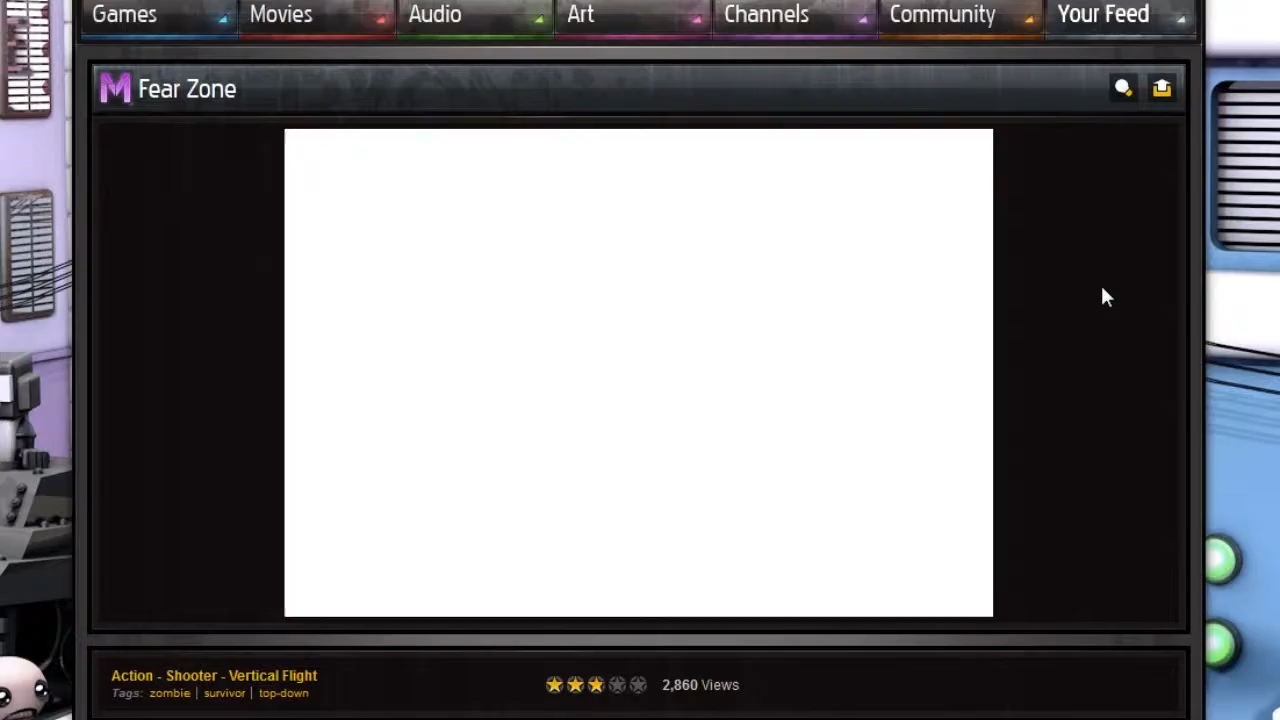 Games Movies Audio Art Channels Community Your Feed
M Fear Zone
Action - Shooter - Vertical Flight
Tags: zombie | survivor | top-down
2,860 Views